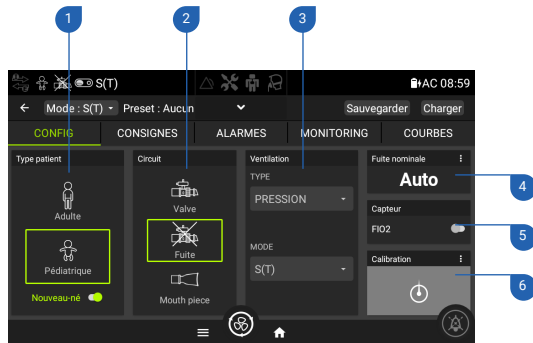 1
2
3
S(T)
AC 08:59
Mode : S(T)
Preset : Aucun
Sauvegarder
Charger
CONFIG
CONSIGNES
ALARMES
MONITORING
COURBES
Type patient
Adulte
Pédiatrique
Nouveau-né
Circuit
Valve
Fuite
Mouth piece
Ventilation
TYPE
PRESSION
MODE
S(T)
Fuite nominale
Auto
4
Capteur
FIO2
5
Calibration
6